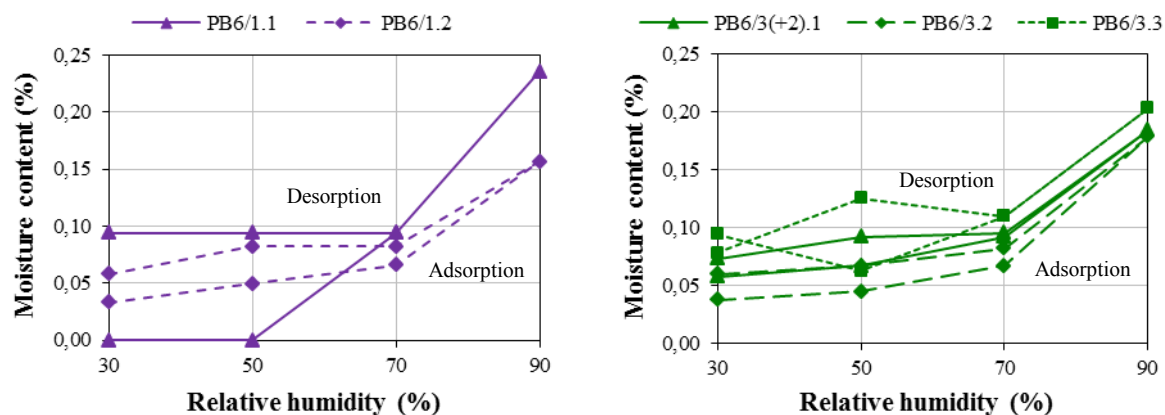 PB6/1.1 PB6/1.2
Moisture content (%)
0,25
0,20
0,15
0,10
0,05
0,00
Desorption
Adsorption
30 50 70 90
Relative humidity (%)
PB6/3(+2).1 PB6/3.2 PB6/3.3
Moisture content (%)
0,25
0,20
0,15
0,10
0,05
0,00
Desorption
Adsorption
30 50 70 90
Relative humidity (%)